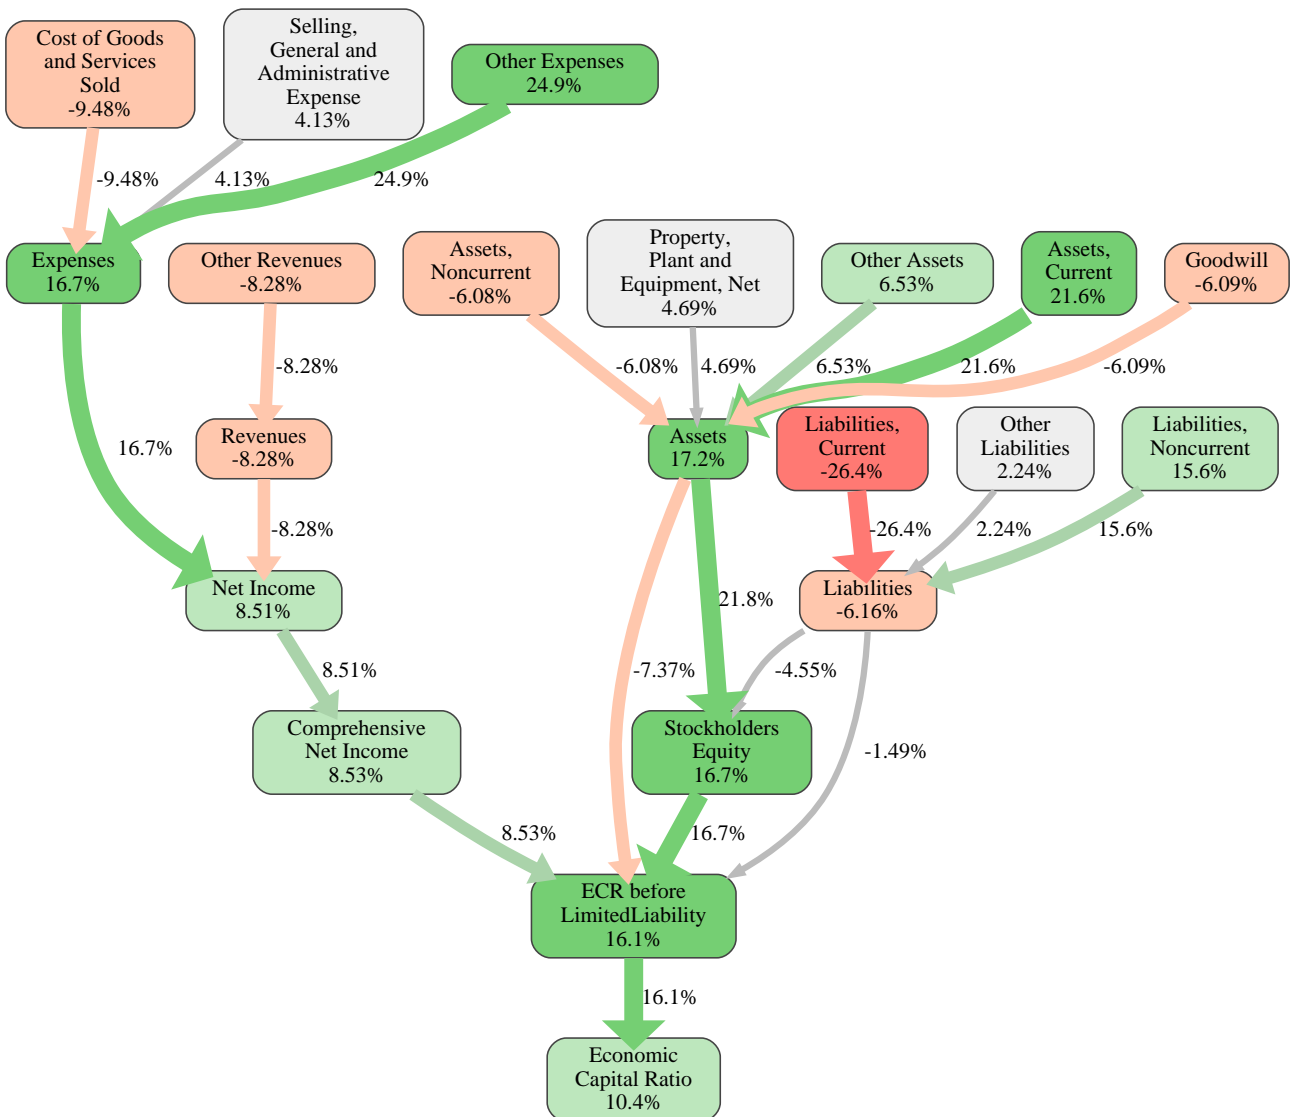 Cost of Goods
and Services
Sold
-9.48%
Selling,
General and
Administrative
Expense
4.13%
Other Expenses
24.9%
-9.48%
4.13%
24.9%
Expenses
16.7%
Other Revenues
-8.28%
Assets,
Noncurrent
-6.08%
Property,
Plant and
Equipment, Net
4.69%
Other Assets
6.53%
Assets,
Current
21.6%
Goodwill
-6.09%
-8.28%
-6.08%
4.69%
6.53%
21.6%
-6.09%
16.7%
Revenues
-8.28%
Assets
17.2%
Liabilities,
Current
-26.4%
Other
Liabilities
2.24%
Liabilities,
Noncurrent
15.6%
-8.28%
-26.4%
2.24%
15.6%
Net Income
8.51%
21.8%
Liabilities
-6.16%
8.51%
-7.37%
-4.55%
Comprehensive
Net Income
8.53%
Stockholders
Equity
16.7%
-1.49%
8.53%
16.7%
ECR before
LimitedLiability
16.1%
16.1%
Economic
Capital Ratio
10.4%